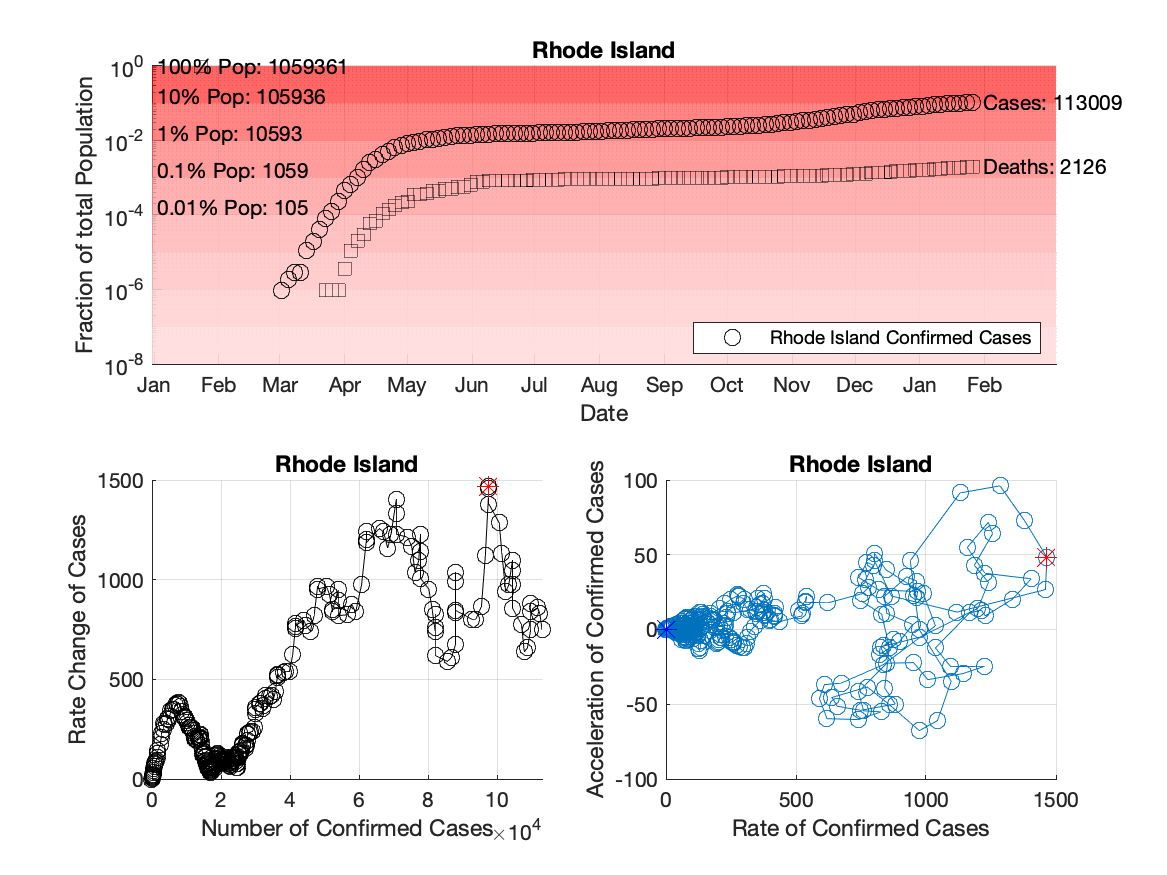 Rhode Island
10^0
100% Pop: 1059361
10% Pop: 105936
Cases: 113009
10^-2
1% Pop: 10593
0.1% Pop: 1059
Deaths: 2126
10^-4
0.01% Pop: 105
10^-6
Rhode Island Confirmed Cases
10^-8
Fraction of total Population
Jan Feb Mar Apr May Jun Jul Aug Sep Oct Nov Dec Jan Feb
Date
Rhode Island
1500
1000
500
0
Rate Change of Cases
0 2 4 6 8 10
Number of Confirmed Cases ×10^4
Rhode Island
100
50
0
-50
-100
Acceleration of Confirmed Cases
0 500 1000 1500
Rate of Confirmed Cases